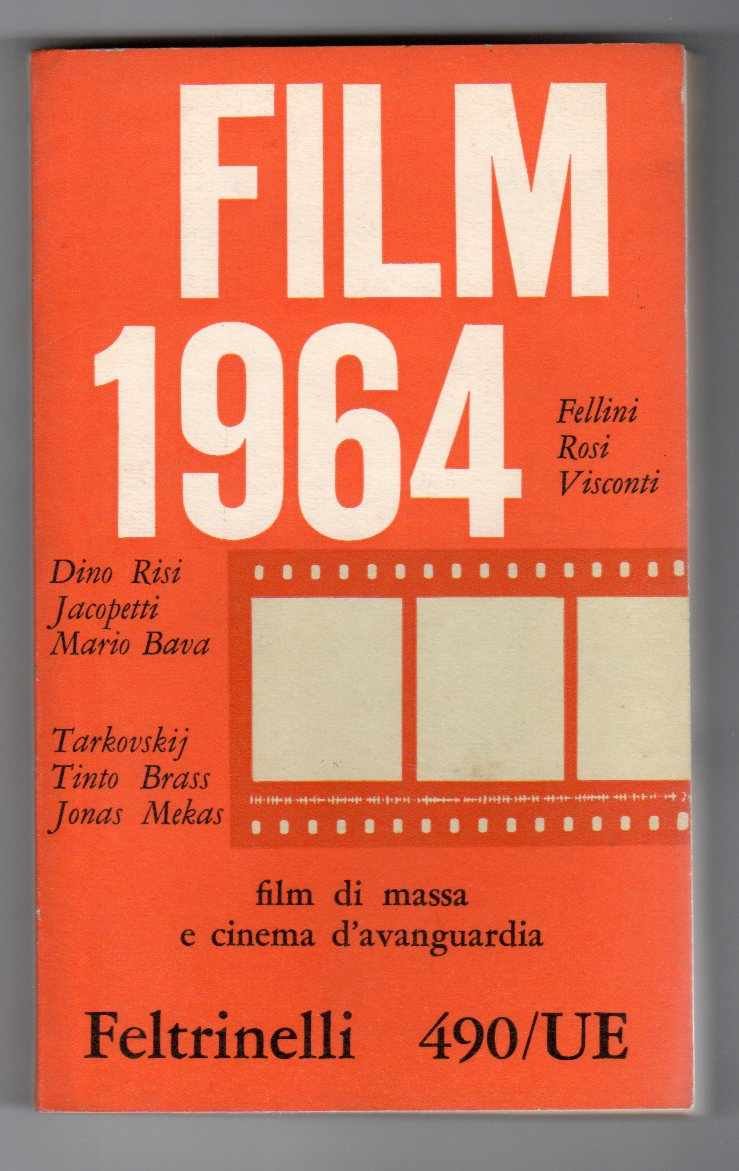 FILM
1964
Fellini
Rosi
Visconti
Dino Risi
Jacopetti
Mario Bava
Tarkovskij
Tinto Brass
Jonas Mekas
film di massa
e cinema d'avanguardia
Feltrinelli 490/UE